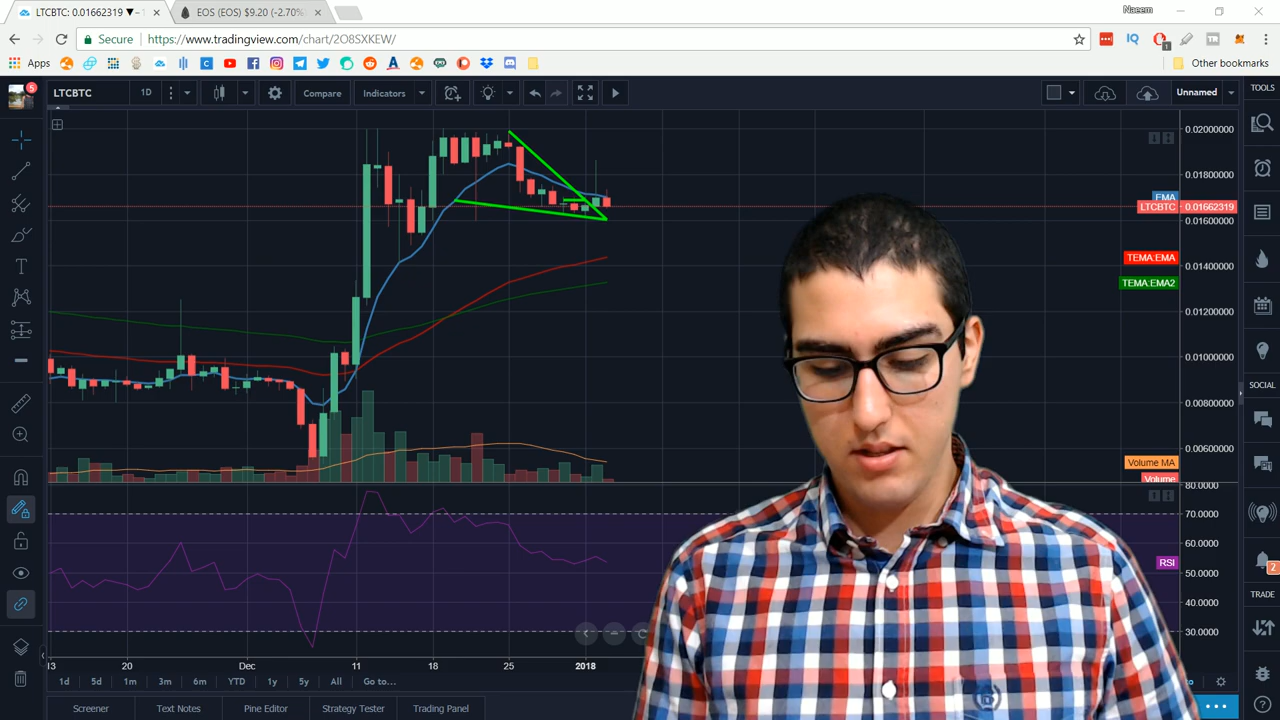 LTCBTC: 0.01662319 ▼ −
EOS (EOS) $9.20 (-2.70%)
Naeem
Secure
https://www.tradingview.com/chart/2O8SXKEW/
Apps
Other bookmarks
LTCBTC
1D
Compare
Indicators
Unnamed
TOOLS
0.02000000
0.01800000
EMA
LTCBTC
0.01662319
0.01600000
TEMA:EMA
0.01400000
TEMA:EMA2
0.01200000
0.01000000
0.00800000
0.00600000
Volume MA
Volume
80.0000
70.0000
60.0000
RSI
50.0000
40.0000
30.0000
SOCIAL
TRADE
5
1
2
13
20
Dec
11
18
25
2018
1d
5d
1m
3m
6m
YTD
1y
5y
All
Go to...
Screener
Text Notes
Pine Editor
Strategy Tester
Trading Panel